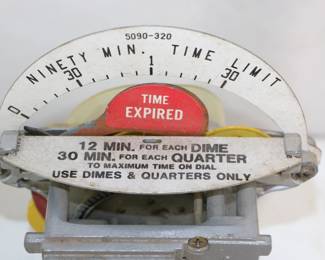 5090-320
NINETY MIN. TIME LIMIT
0 30 1 30
TIME
EXPIRED
12 MIN. FOR EACH DIME
30 MIN. FOR EACH QUARTER
TO MAXIMUM TIME ON DIAL
USE DIMES & QUARTERS ONLY